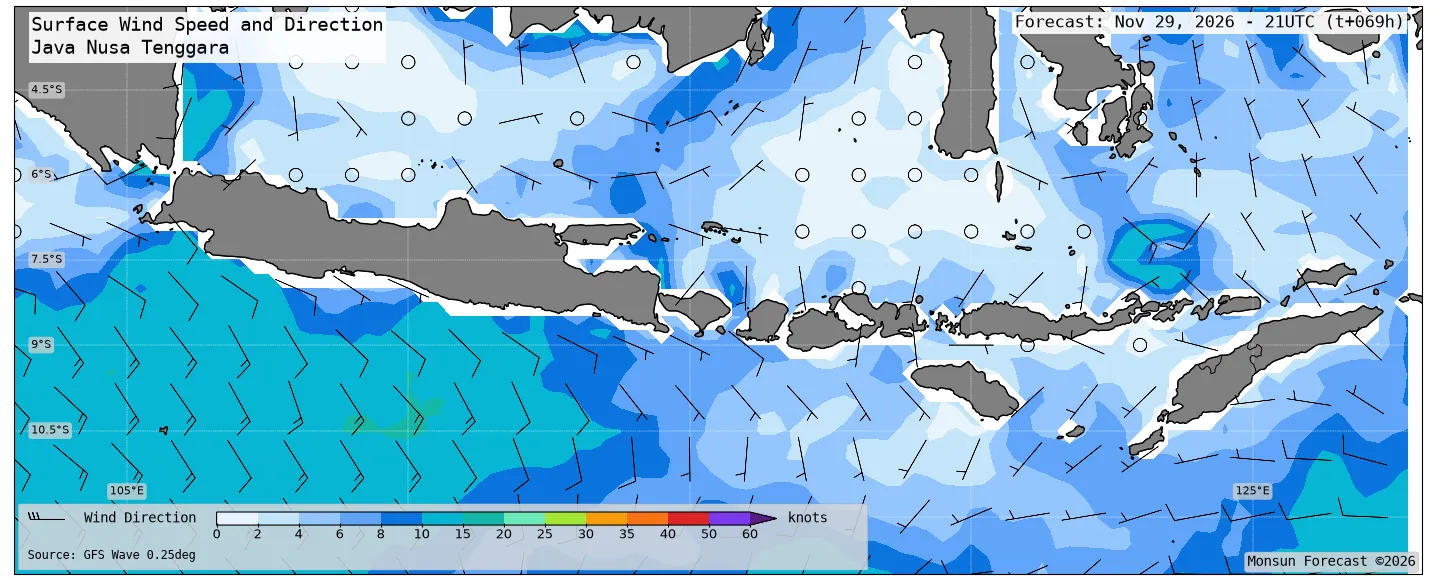 Surface Wind Speed and Direction
Java Nusa Tenggara
Forecast: Nov 29, 2026 - 21UTC (t+069h)
4.5°S
6°S
7.5°S
9°S
10.5°S
105°E
125°E
Wind Direction
0 2 4 6 8 10 15 20 25 30 35 40 50 60
knots
Source: GFS Wave 0.25deg
Monsun Forecast ©2026